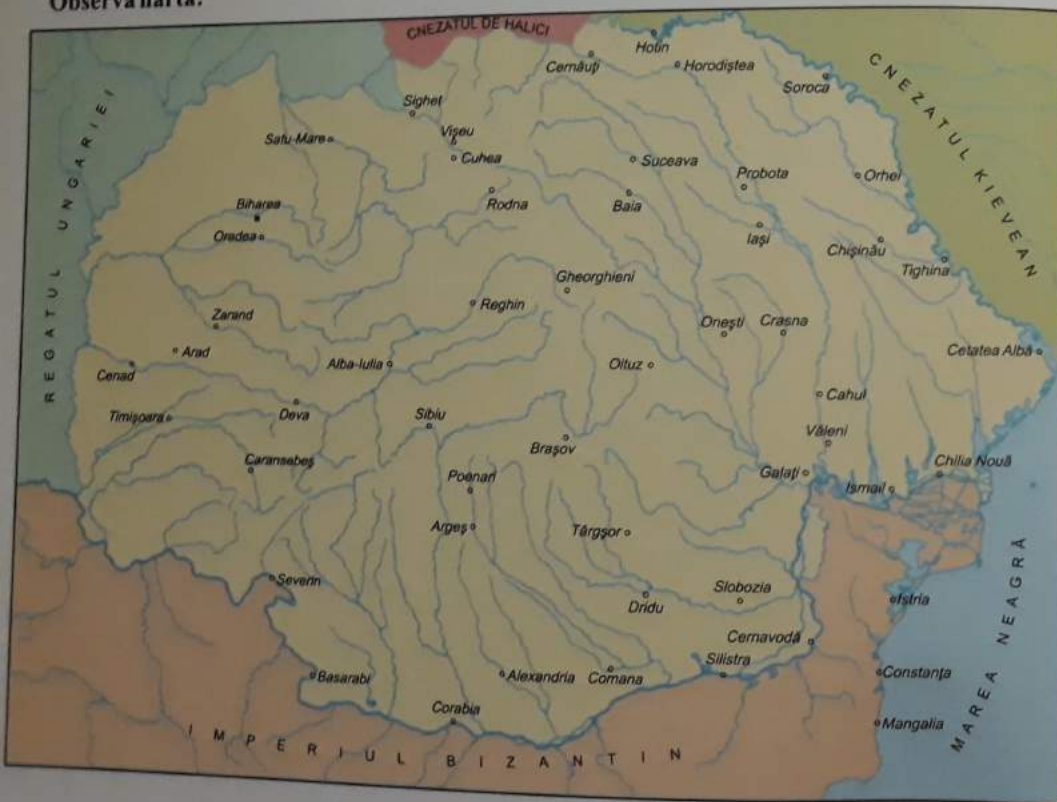 Observă harta:
CNEZATUL DE HALICI
Hotin
Cernăuți
Horodiștea
Soroca
CNEZATUL KIEVEAN
REGATUL UNGARIEI
Sighet
Satu-Mare
Vișeu
Cuhea
Suceava
Probota
Orhei
Biharea
Rodna
Baia
Oradea
Iași
Chișinău
Tighina
Gheorghieni
Zarand
Reghin
Onești
Crasna
Arad
Alba-Iulia
Oituz
Cetatea Albă
Cenad
Deva
Cahul
Timișoara
Sibiu
Brașov
Văleni
Caransebeș
Poenari
Galați
Chilia Nouă
Ismail
Argeș
Târgșor
Severin
Dridu
Slobozia
Istria
MAREA NEAGRĂ
Cernavodă
Basarabi
Alexandria
Comana
Silistra
Constanța
Corabia
Mangalia
IMPERIUL BIZANTIN